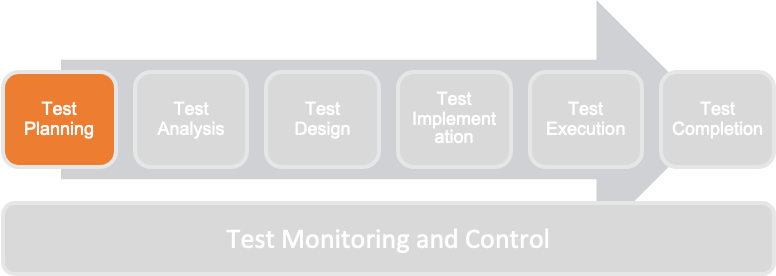 Test
Planning
Test
Analysis
Test
Design
Test
Implement
ation
Test
Execution
Test
Completion
Test Monitoring and Control